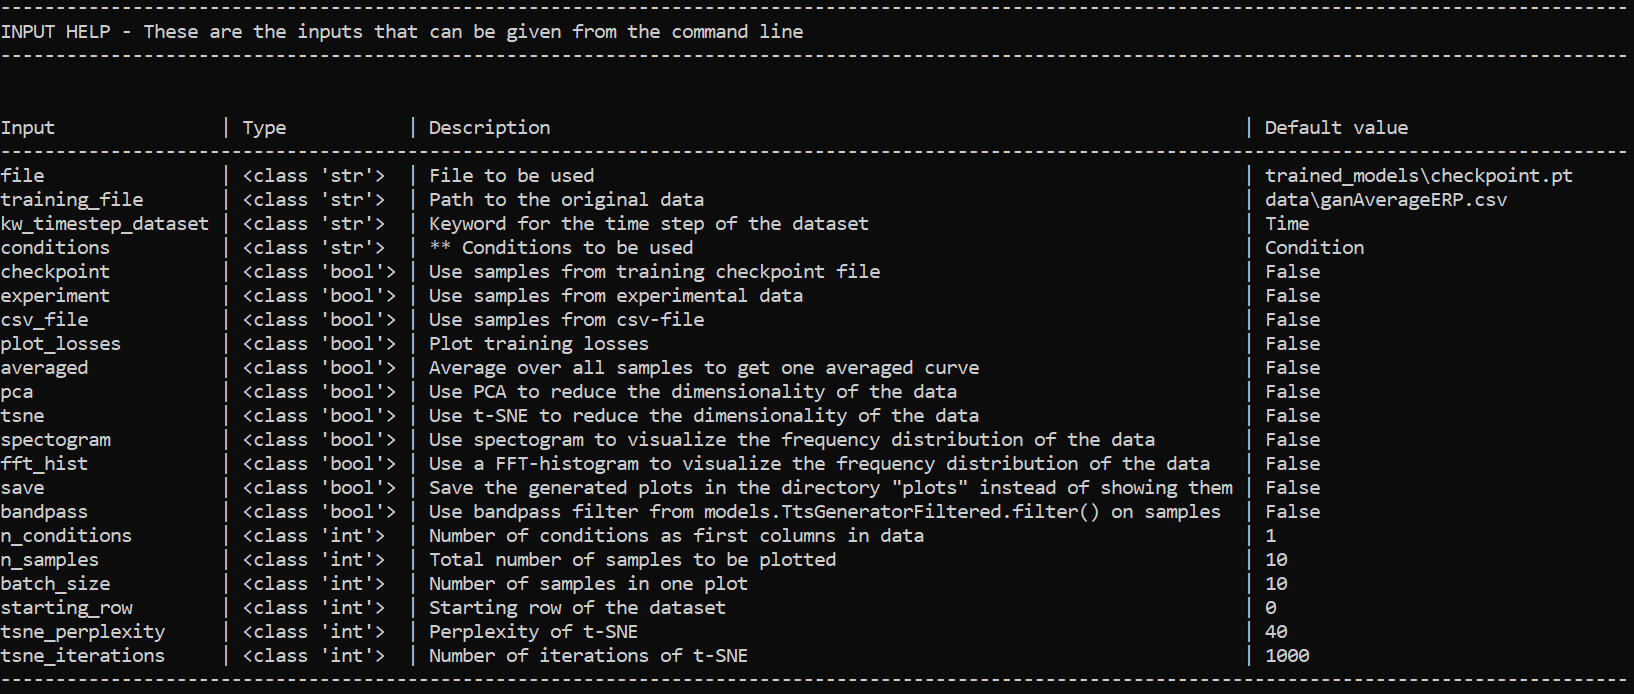 ----------------------------------------------------------------------------------------------------------------------------------------------------
INPUT HELP - These are the inputs that can be given from the command line
----------------------------------------------------------------------------------------------------------------------------------------------------
Input               | Type           | Description                                                               | Default value
----------------------------------------------------------------------------------------------------------------------------------------------------
file                | <class 'str'>  | File to be used                                                           | trained_models\checkpoint.pt
training_file       | <class 'str'>  | Path to the original data                                                 | data\ganAverageERP.csv
kw_timestep_dataset | <class 'str'>  | Keyword for the time step of the dataset                                  | Time
conditions          | <class 'str'>  | ** Conditions to be used                                                  | Condition
checkpoint          | <class 'bool'> | Use samples from training checkpoint file                                 | False
experiment          | <class 'bool'> | Use samples from experimental data                                        | False
csv_file            | <class 'bool'> | Use samples from csv-file                                                 | False
plot_losses         | <class 'bool'> | Plot training losses                                                      | False
averaged            | <class 'bool'> | Average over all samples to get one averaged curve                        | False
pca                 | <class 'bool'> | Use PCA to reduce the dimensionality of the data                          | False
tsne                | <class 'bool'> | Use t-SNE to reduce the dimensionality of the data                        | False
spectogram          | <class 'bool'> | Use spectogram to visualize the frequency distribution of the data        | False
fft_hist            | <class 'bool'> | Use a FFT-histogram to visualize the frequency distribution of the data   | False
save                | <class 'bool'> | Save the generated plots in the directory "plots" instead of showing them | False
bandpass            | <class 'bool'> | Use bandpass filter from models.TtsGeneratorFiltered.filter() on samples  | False
n_conditions        | <class 'int'>  | Number of conditions as first columns in data                             | 1
n_samples           | <class 'int'>  | Total number of samples to be plotted                                     | 10
batch_size          | <class 'int'>  | Number of samples in one plot                                             | 10
starting_row        | <class 'int'>  | Starting row of the dataset                                               | 0
tsne_perplexity     | <class 'int'>  | Perplexity of t-SNE                                                       | 40
tsne_iterations     | <class 'int'>  | Number of iterations of t-SNE                                             | 1000
----------------------------------------------------------------------------------------------------------------------------------------------------